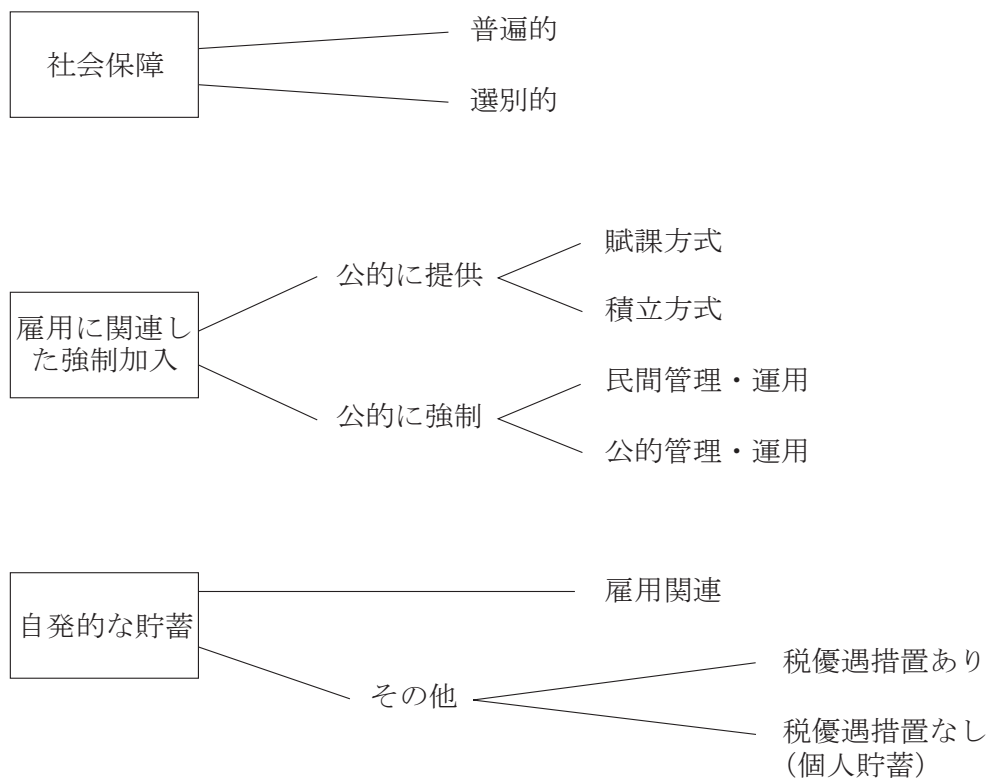 社会保障
普遍的
選別的
雇用に関連し
た強制加入
公的に提供
賦課方式
積立方式
公的に強制
民間管理・運用
公的管理・運用
自発的な貯蓄
雇用関連
その他
税優遇措置あり
税優遇措置なし
（個人貯蓄）